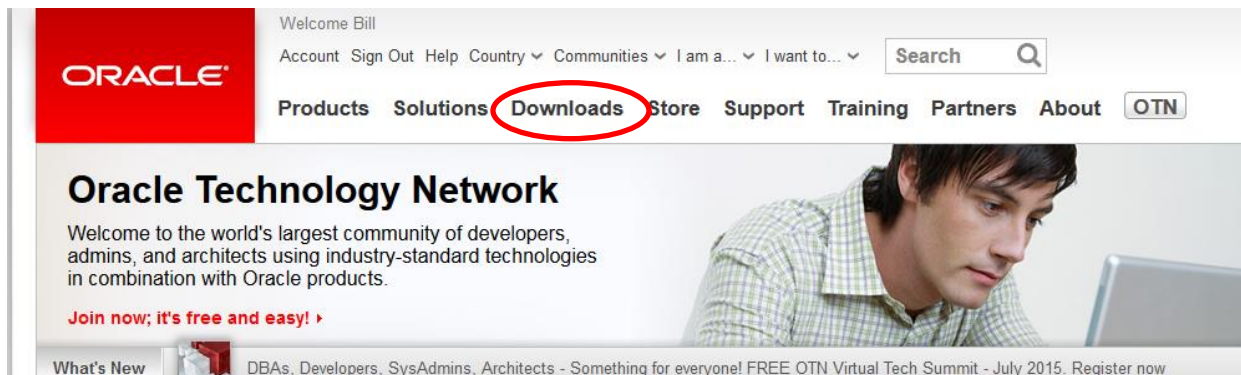 Welcome Bill
Account Sign Out Help Country Communities I am a... I want to... Search
ORACLE
Products Solutions Downloads Store Support Training Partners About OTN
Oracle Technology Network
Welcome to the world's largest community of developers,
admins, and architects using industry-standard technologies
in combination with Oracle products.
Join now; it's free and easy!
What's New DBAs, Developers, SysAdmins, Architects - Something for everyone! FREE OTN Virtual Tech Summit - July 2015. Register now